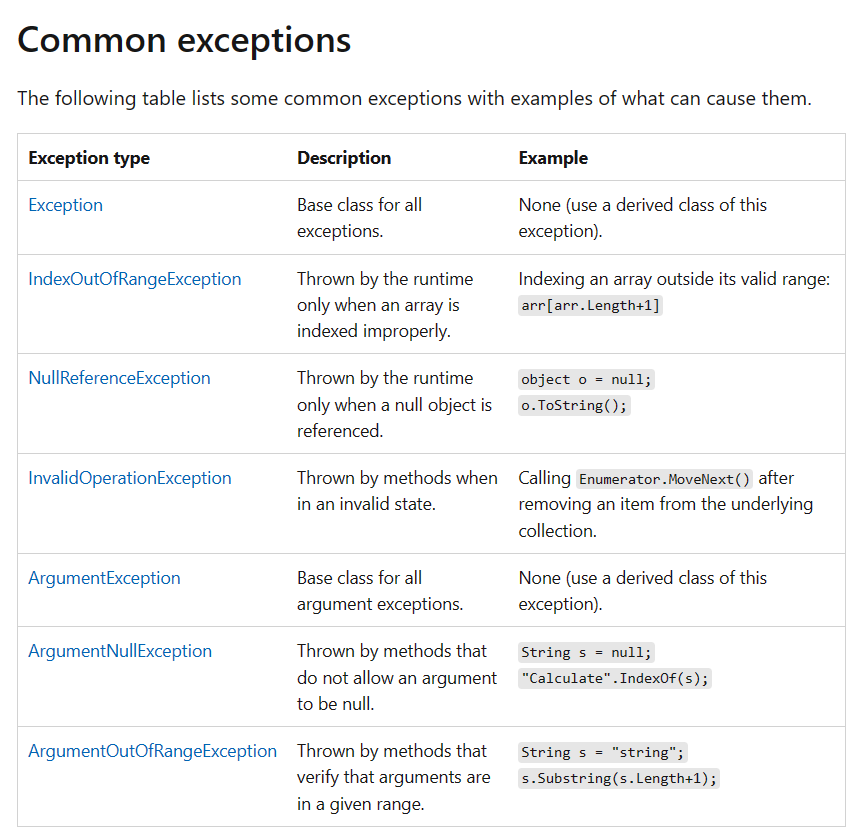 Common exceptions
The following table lists some common exceptions with examples of what can cause them.
Exception type Description Example
Exception Base class for all None (use a derived class of this
exceptions. exception).
IndexOutOfRangeException Thrown by the runtime Indexing an array outside its valid range:
only when an array is arr[arr.Length+1]
indexed improperly.
NullReferenceException Thrown by the runtime object o = null;
only when a null object is o.ToString();
referenced.
InvalidOperationException Thrown by methods when Calling Enumerator.MoveNext() after
in an invalid state. removing an item from the underlying
collection.
ArgumentException Base class for all None (use a derived class of this
argument exceptions. exception).
ArgumentNullException Thrown by methods that String s = null;
do not allow an argument "Calculate".IndexOf(s);
to be null.
ArgumentOutOfRangeException Thrown by methods that String s = "string";
verify that arguments are s.Substring(s.Length+1);
in a given range.